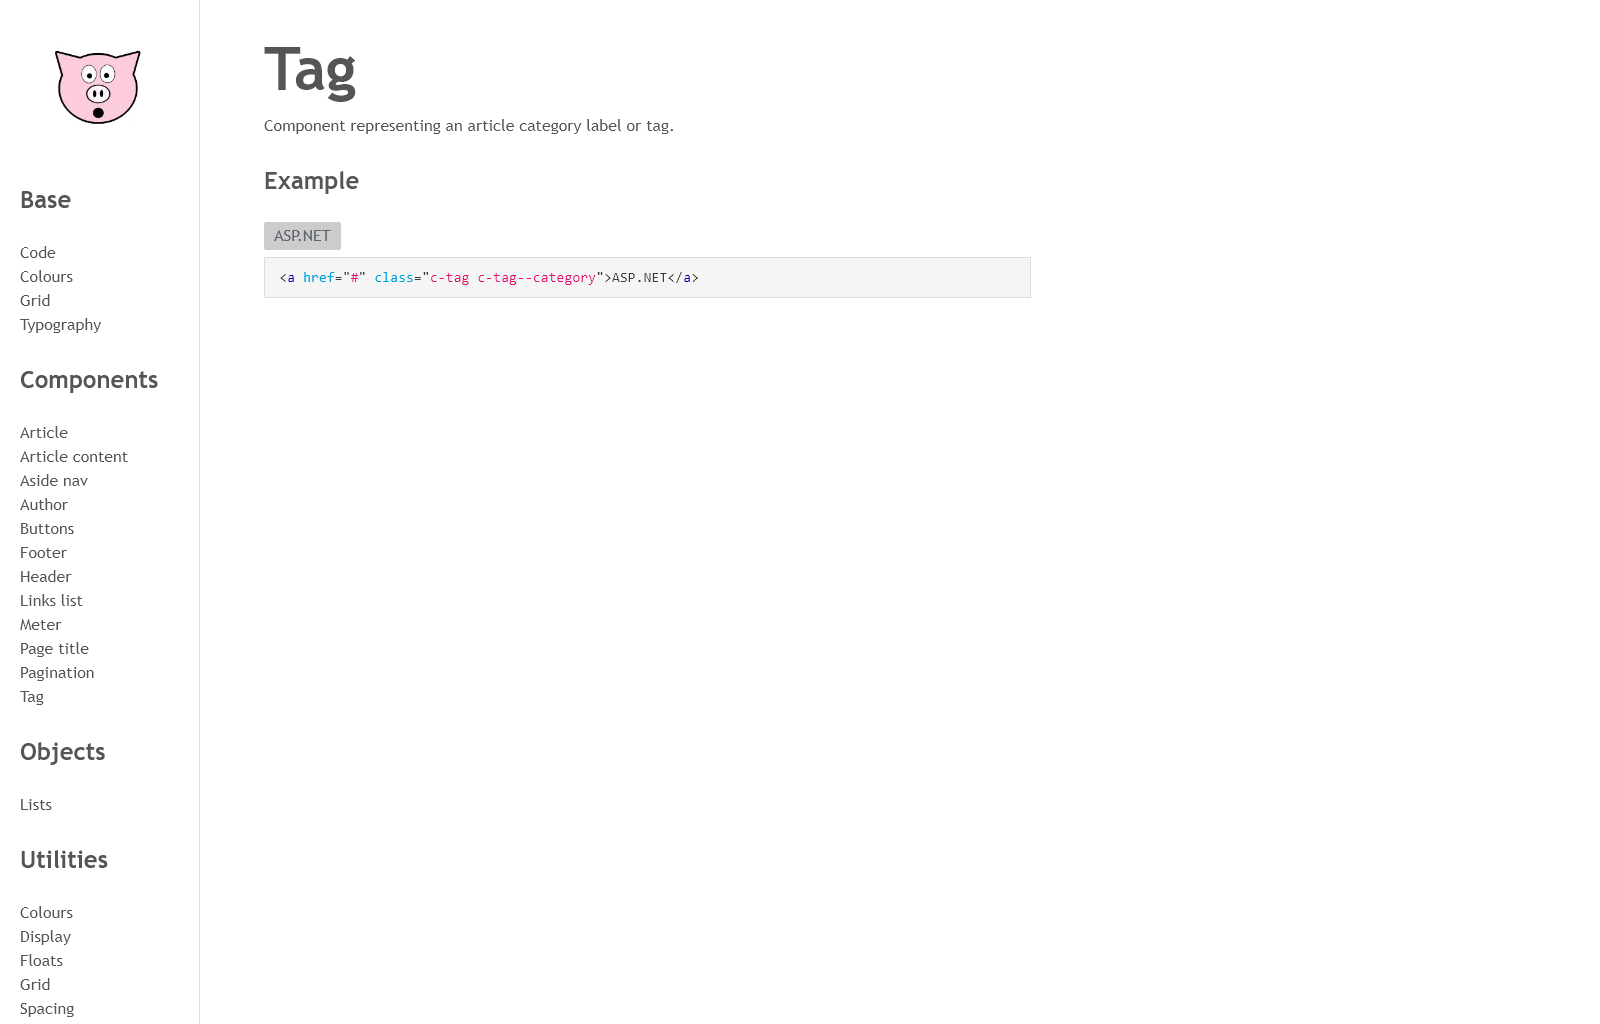 Base
Code
Colours
Grid
Typography
Components
Article
Article content
Aside nav
Author
Buttons
Footer
Header
Links list
Meter
Page title
Pagination
Tag
Objects
Lists
Utilities
Colours
Display
Floats
Grid
Spacing
Tag
Component representing an article category label or tag.
Example
ASP.NET
<a href="#" class="c-tag c-tag--category">ASP.NET</a>